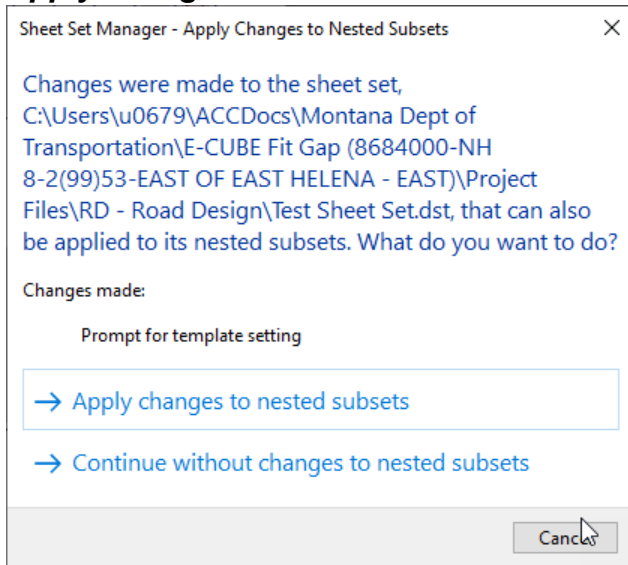 Sheet Set Manager - Apply Changes to Nested Subsets
Changes were made to the sheet set,
C:\Users\u0679\ACCDocs\Montana Dept of
Transportation\E-CUBE Fit Gap (8684000-NH
8-2(99)53-EAST OF EAST HELENA - EAST)\Project
Files\RD - Road Design\Test Sheet Set.dst, that can also
be applied to its nested subsets. What do you want to do?
Changes made:
Prompt for template setting
→ Apply changes to nested subsets
→ Continue without changes to nested subsets